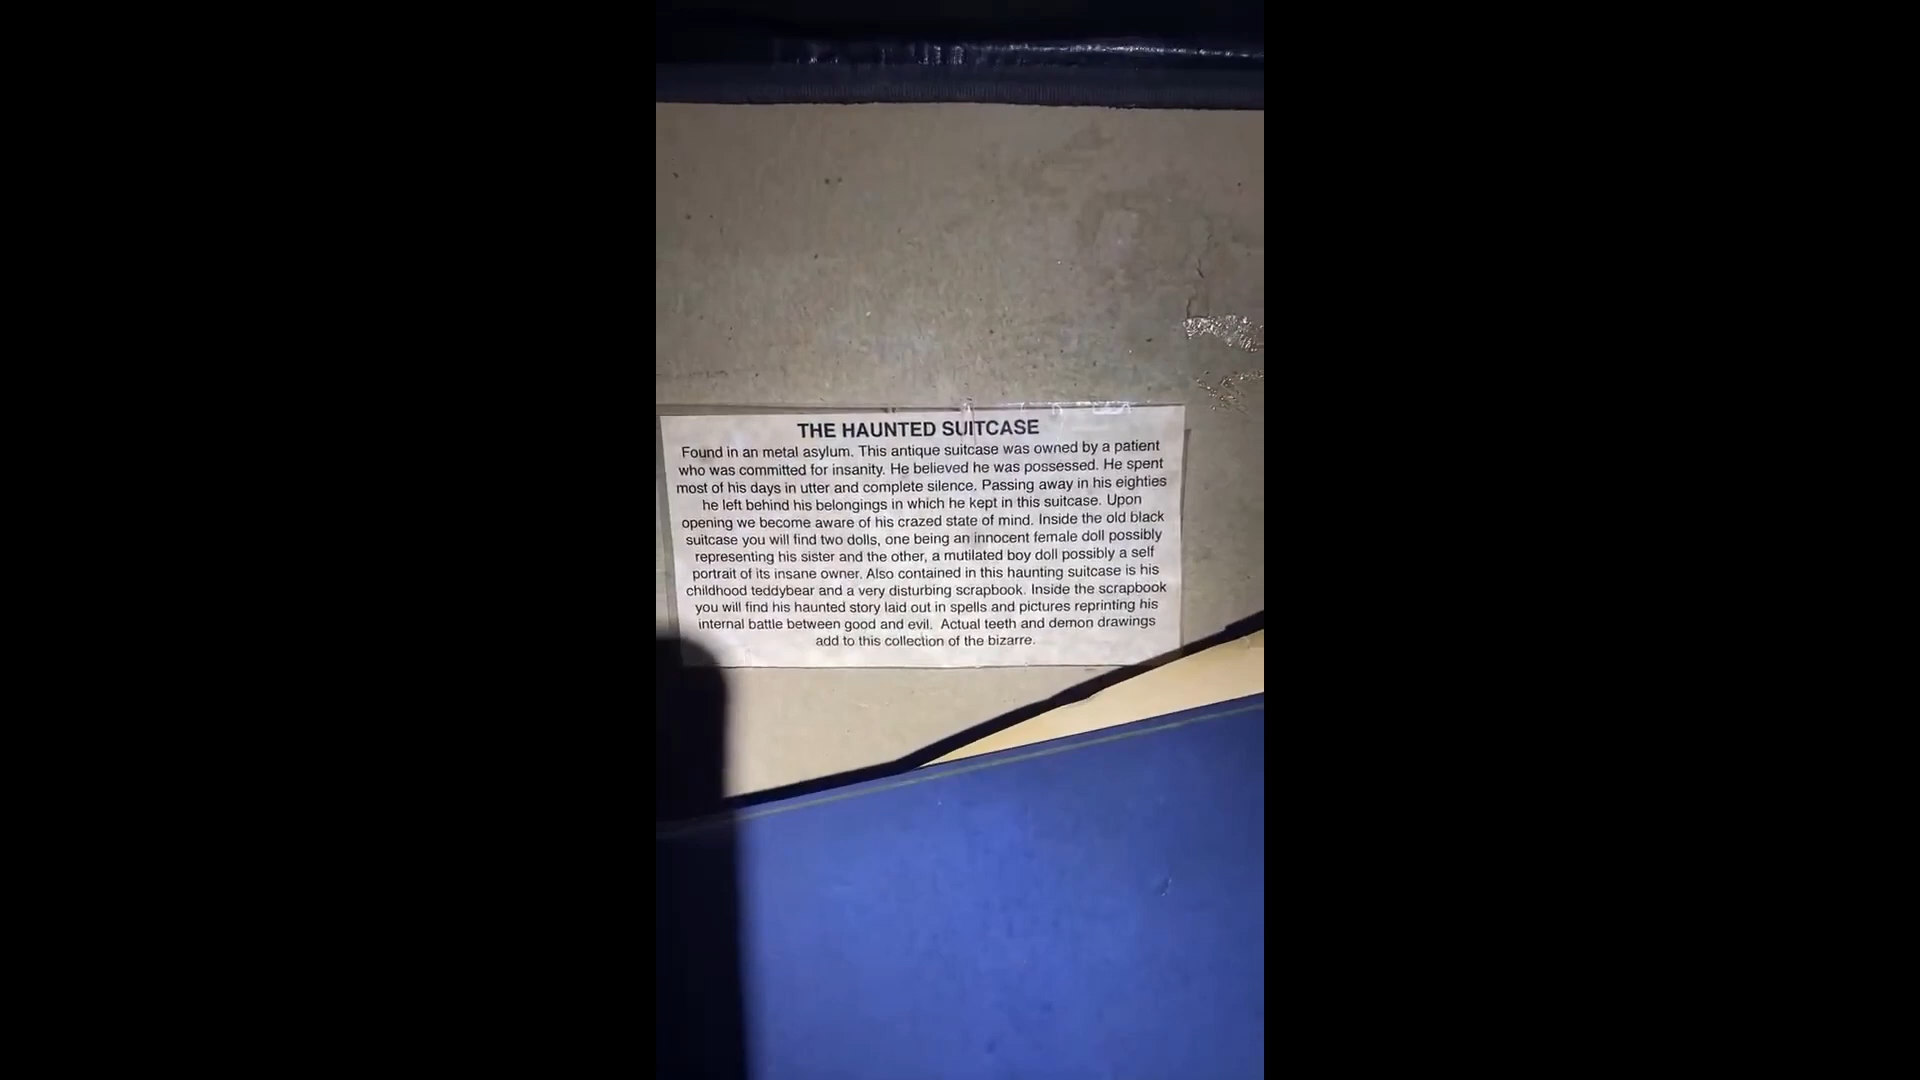 THE HAUNTED SUITCASE
Found in an metal asylum. This antique suitcase was owned by a patient
who was committed for insanity. He believed he was possessed. He spent
most of his days in utter and complete silence. Passing away in his eighties
he left behind his belongings in which he kept in this suitcase. Upon
opening we become aware of his crazed state of mind. Inside the old black
suitcase you will find two dolls, one being an innocent female doll possibly
representing his sister and the other, a mutilated boy doll possibly a self
portrait of its insane owner. Also contained in this haunting suitcase is his
childhood teddybear and a very disturbing scrapbook. Inside the scrapbook
you will find his haunted story laid out in spells and pictures reprinting his
internal battle between good and evil. Actual teeth and demon drawings
add to this collection of the bizarre.